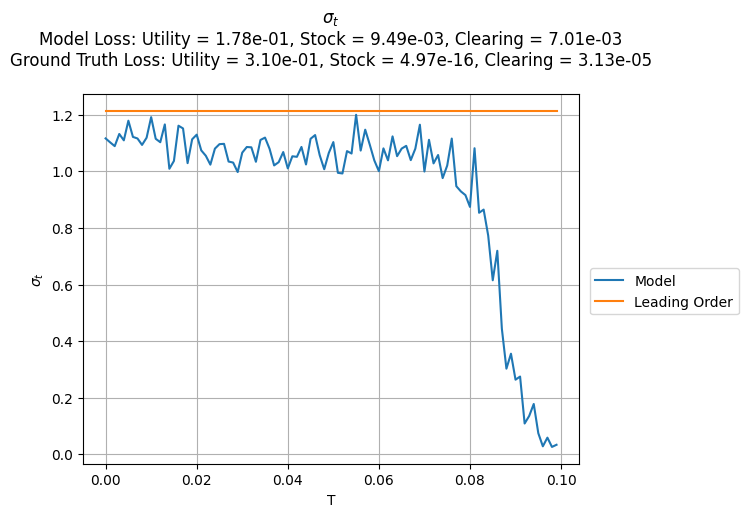 σt
Model Loss: Utility = 1.78e-01, Stock = 9.49e-03, Clearing = 7.01e-03
Ground Truth Loss: Utility = 3.10e-01, Stock = 4.97e-16, Clearing = 3.13e-05
1.2
1.0
0.8
0.6
0.4
0.2
0.0
σt
0.00 0.02 0.04 0.06 0.08 0.10
T
Model
Leading Order